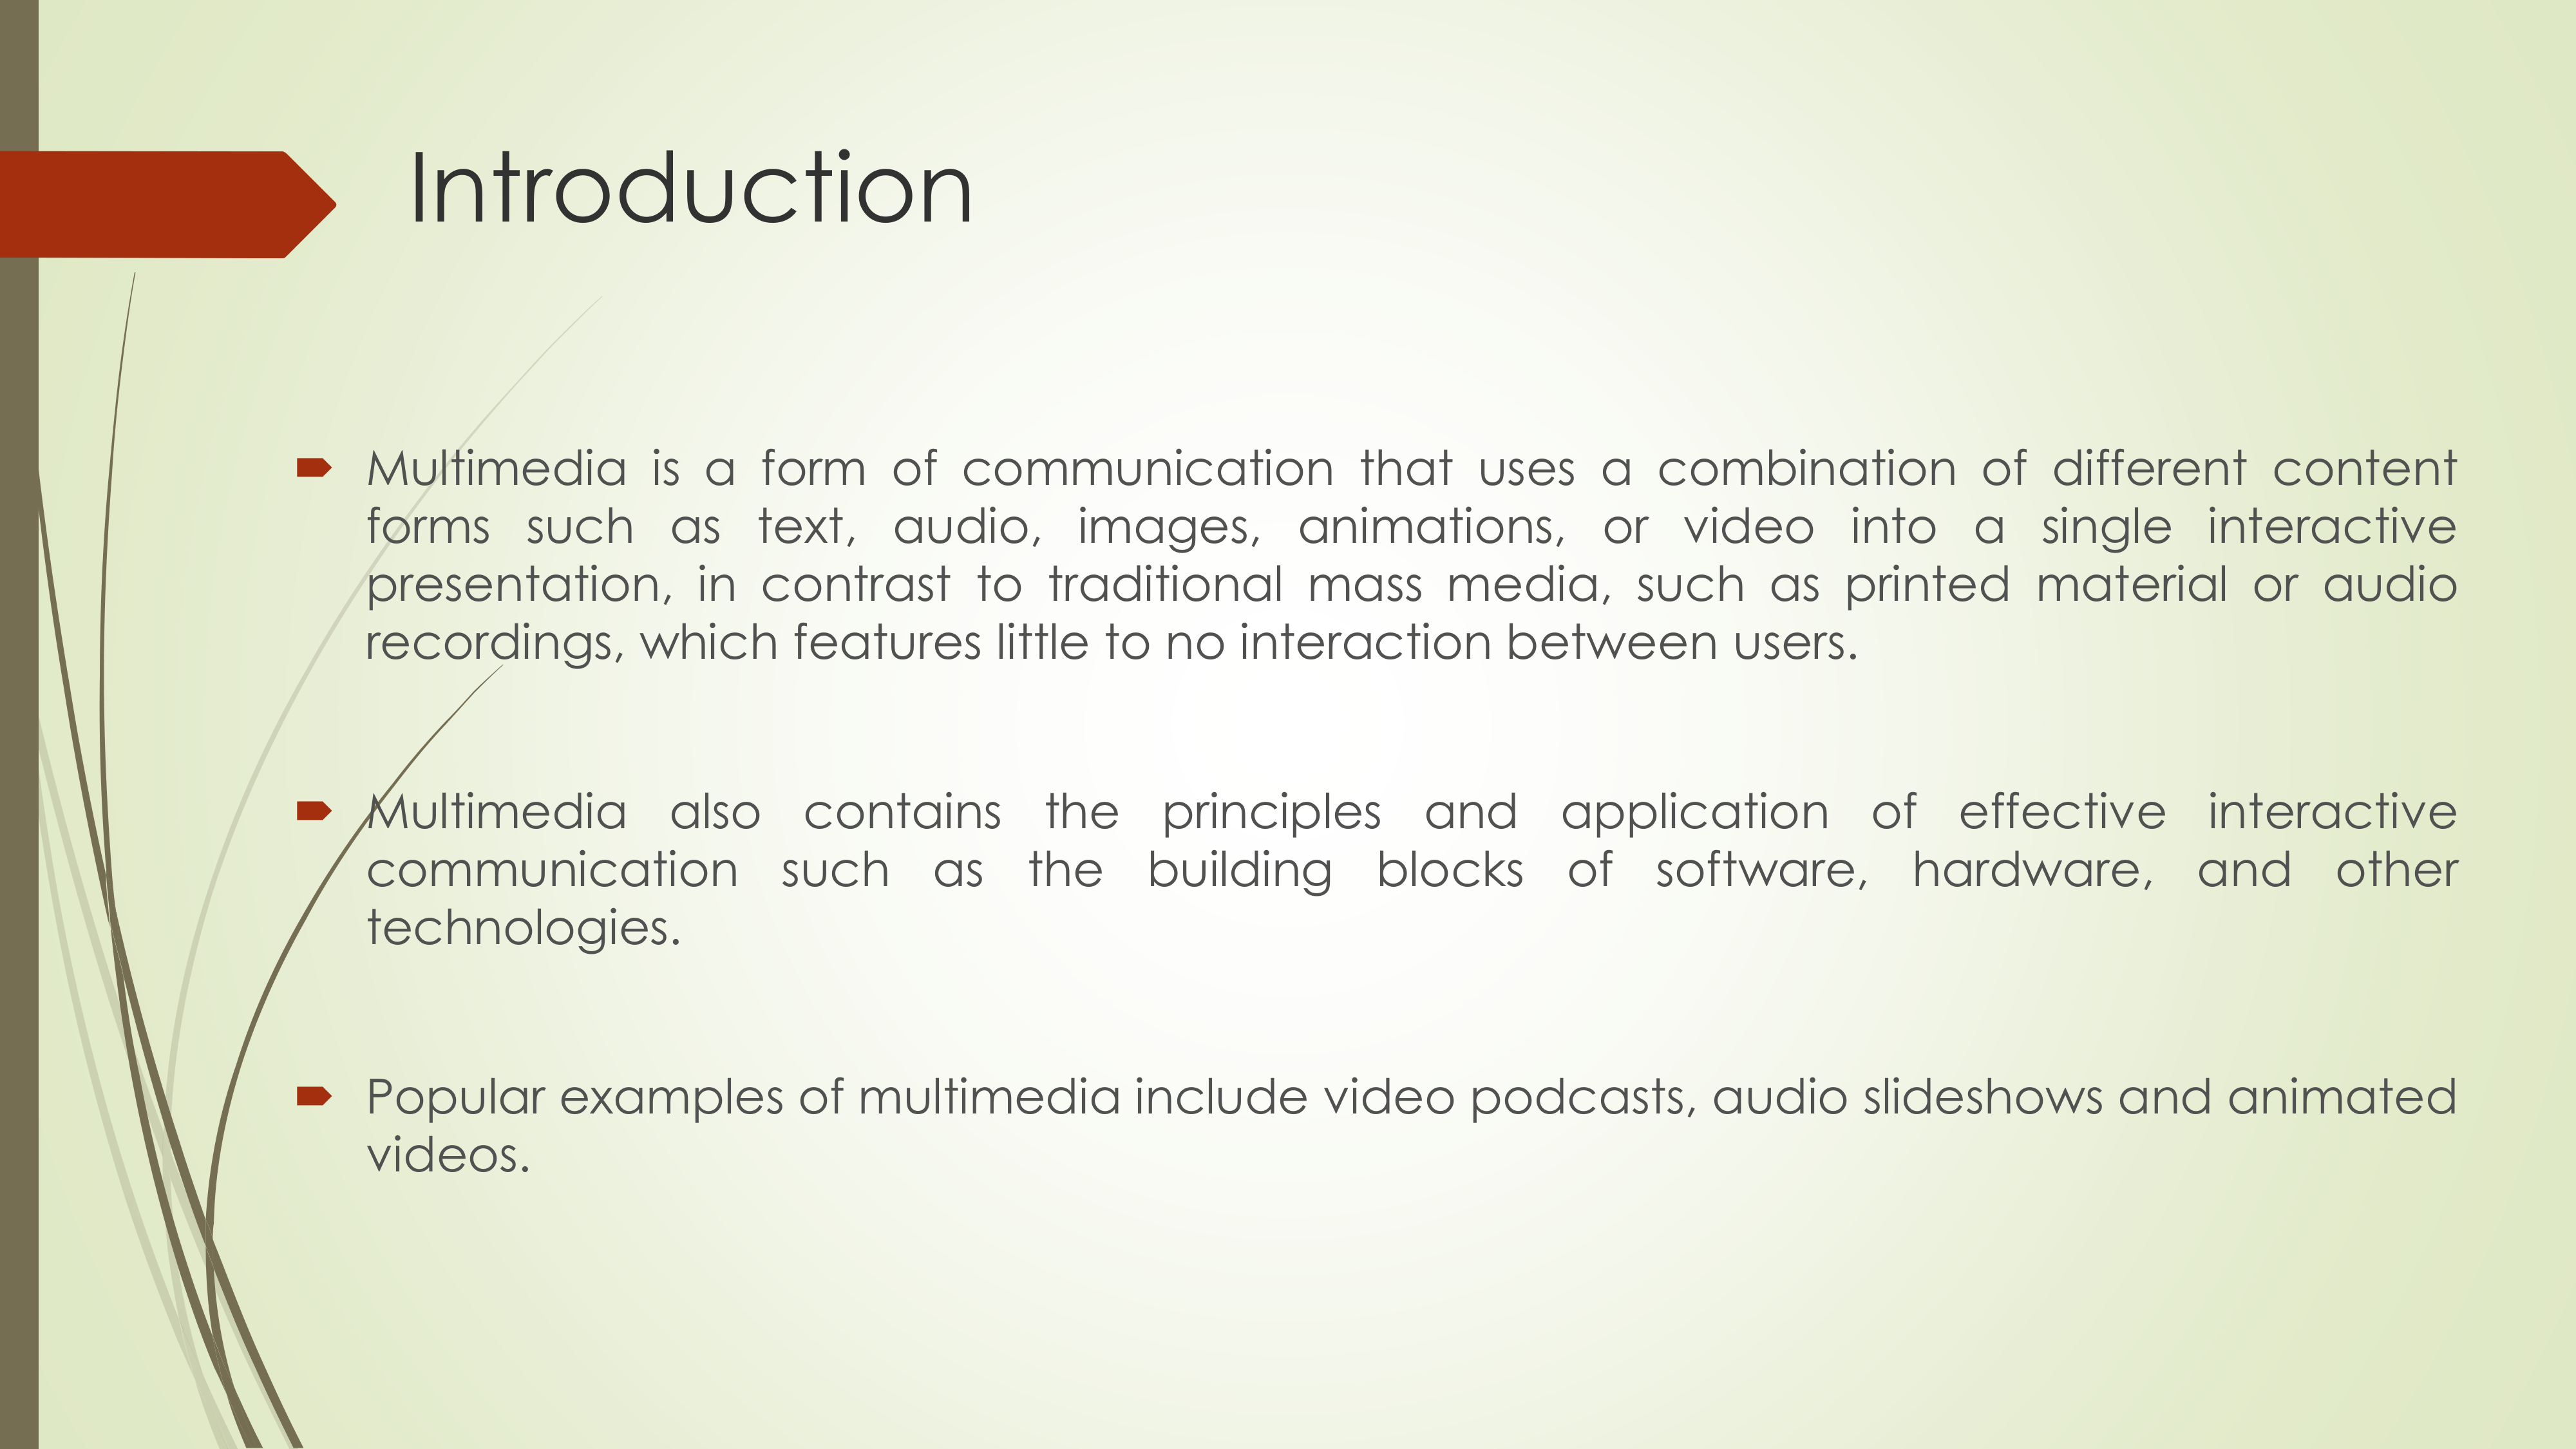 Introduction
Multimedia is a form of communication that uses a combination of different content
forms such as text, audio, images, animations, or video into a single interactive
presentation, in contrast to traditional mass media, such as printed material or audio
recordings, which features little to no interaction between users.
Multimedia also contains the principles and application of effective interactive
communication such as the building blocks of software, hardware, and other
technologies.
Popular examples of multimedia include video podcasts, audio slideshows and animated
videos.